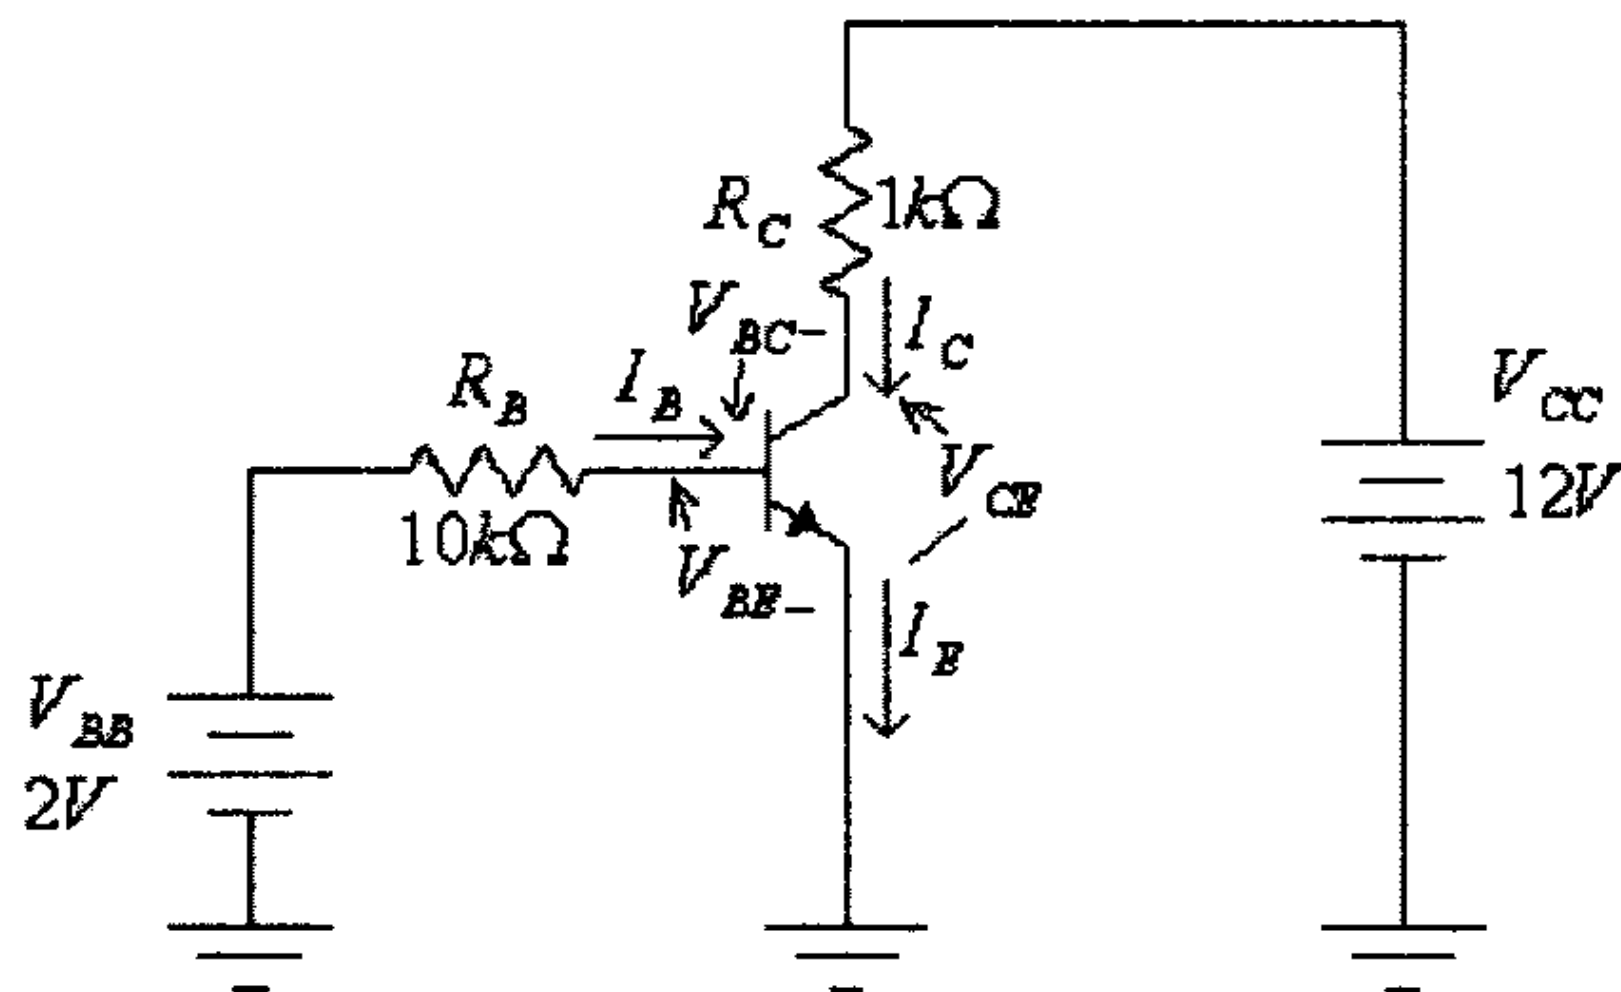 R_C 1kΩ
V_BC-
I_C
R_B
I_B
10kΩ
V_BE-
V_CE
I_E
V_CC
12V
V_BB
2V